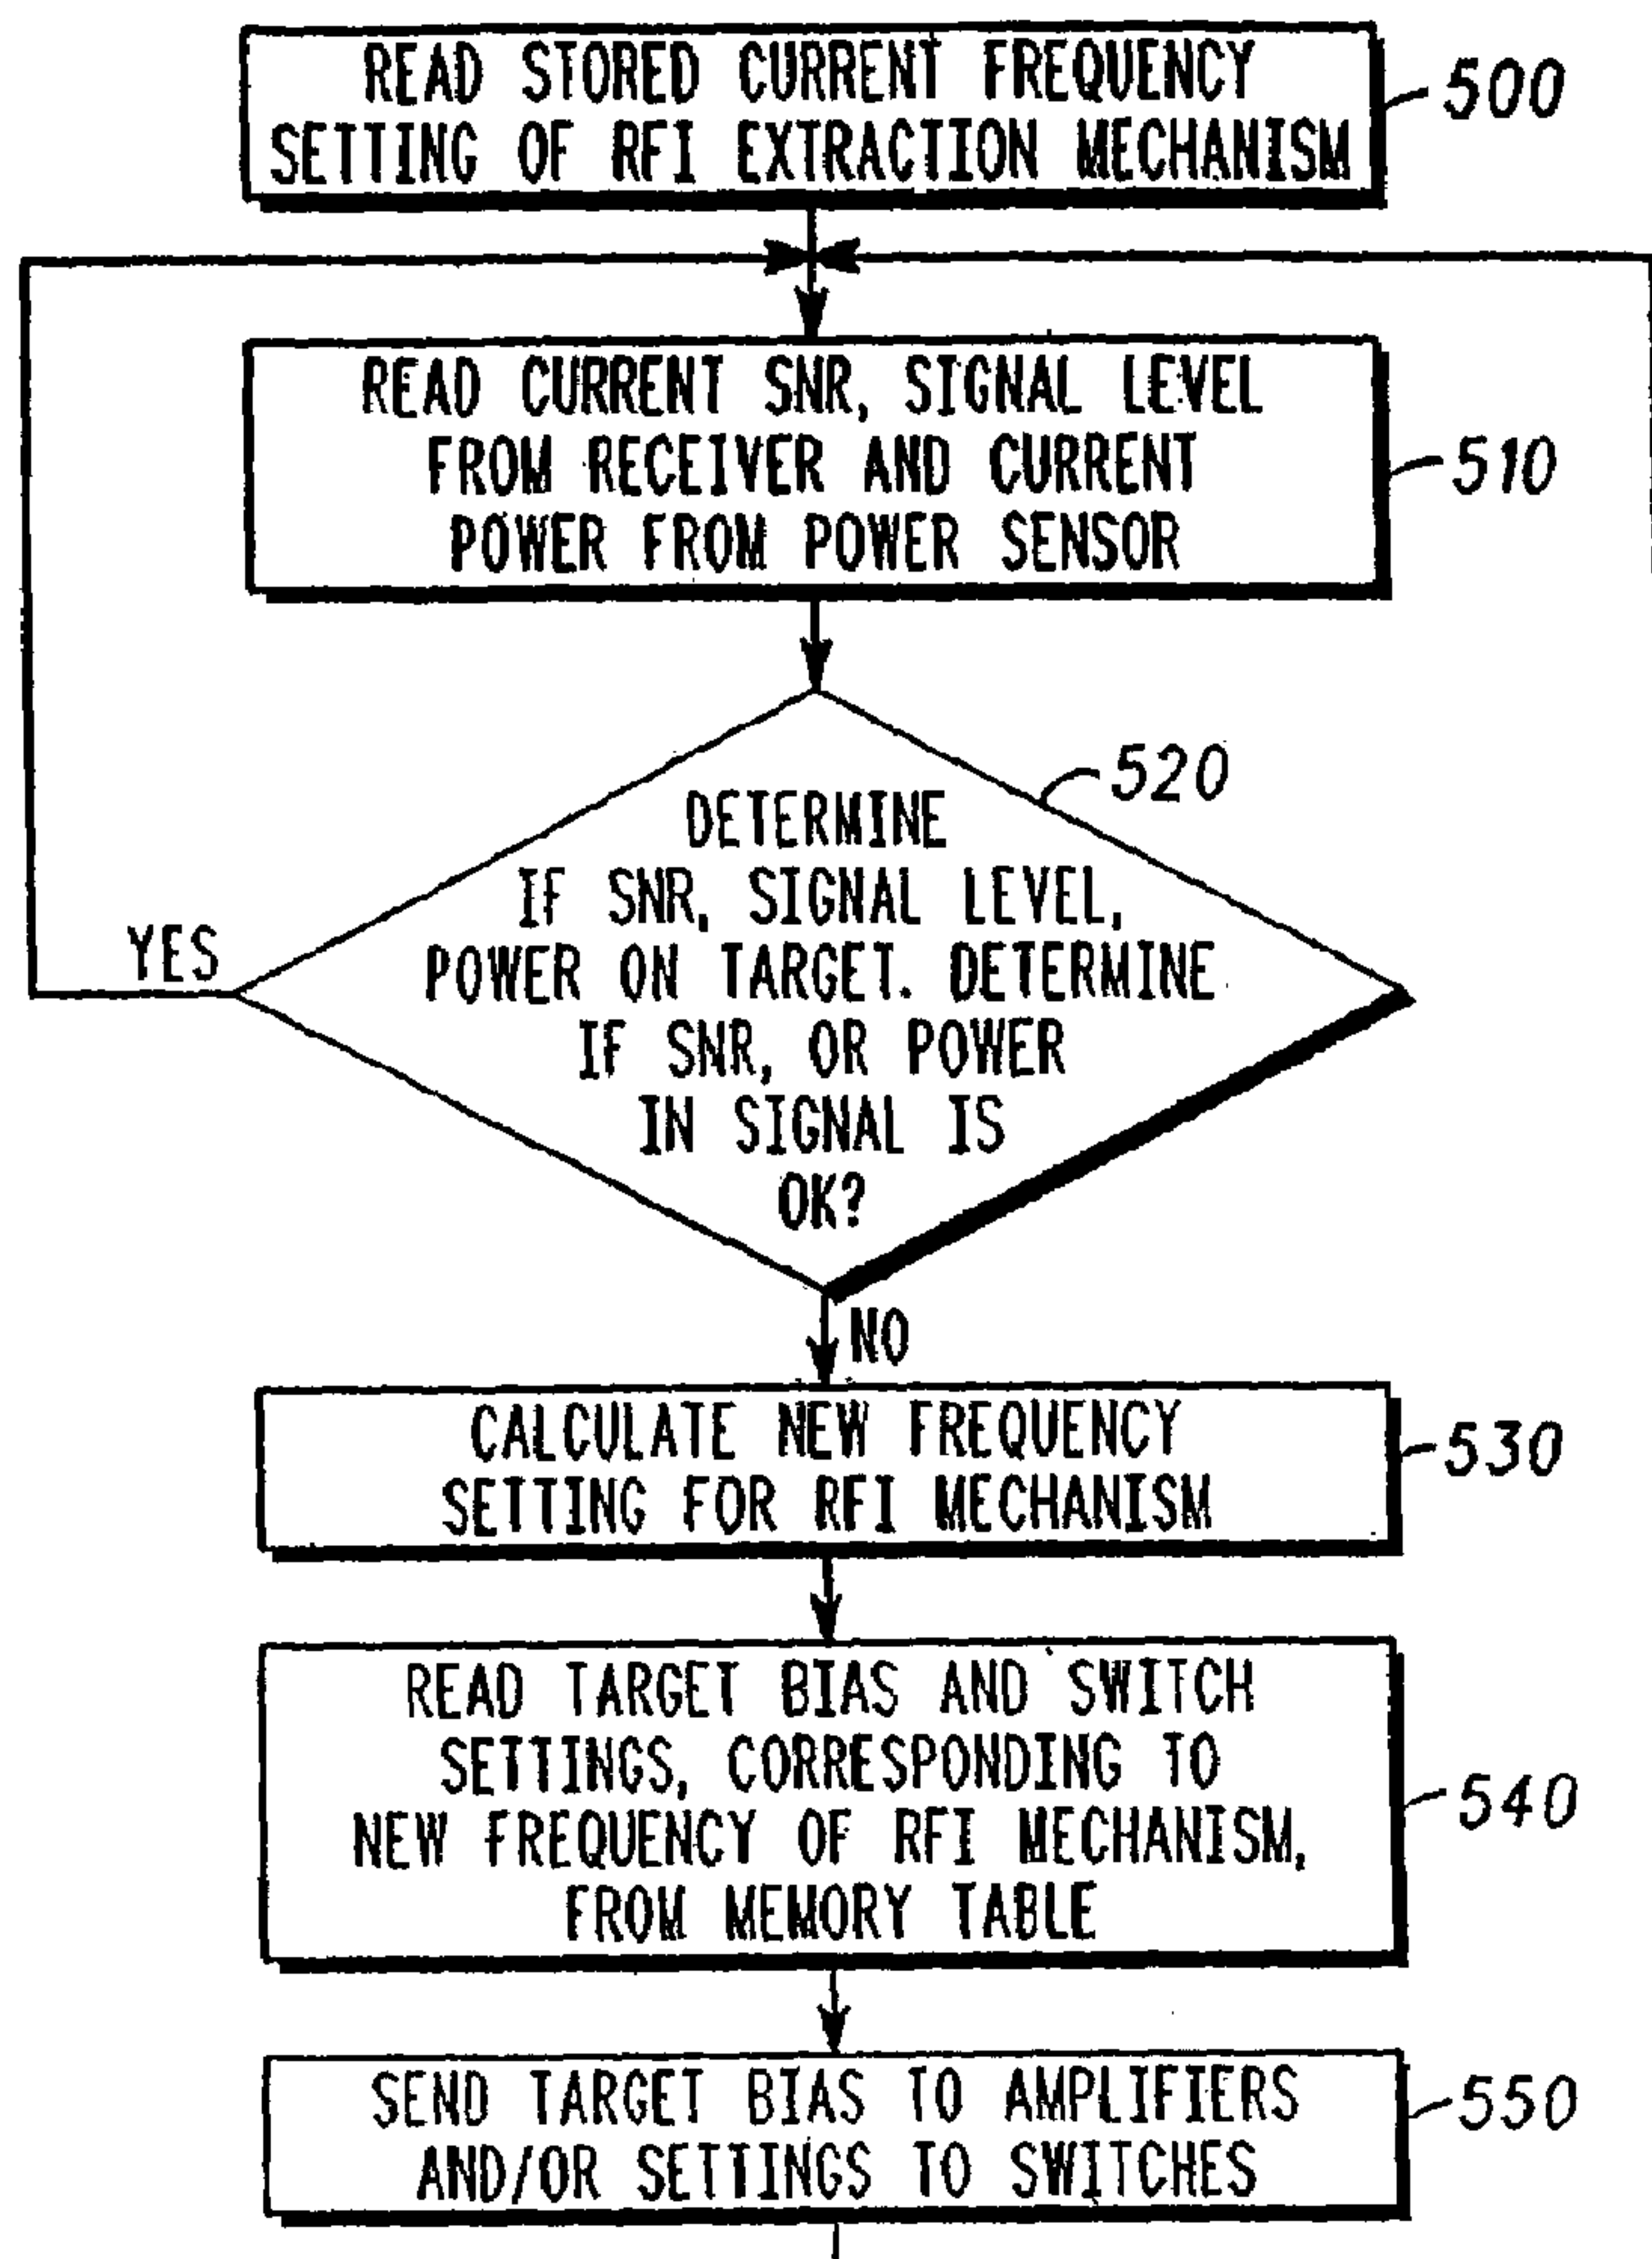 READ STORED CURRENT FREQUENCY
SETTING OF RFI EXTRACTION MECHANISM
500
READ CURRENT SNR, SIGNAL LEVEL
FROM RECEIVER AND CURRENT
POWER FROM POWER SENSOR
510
520
DETERMINE
IF SNR, SIGNAL LEVEL,
POWER ON TARGET. DETERMINE
IF SNR, OR POWER
IN SIGNAL IS
OK?
YES
NO
CALCULATE NEW FREQUENCY
SETTING FOR RFI MECHANISM
530
READ TARGET BIAS AND SWITCH
SETTINGS, CORRESPONDING TO
NEW FREQUENCY OF RFI MECHANISM,
FROM MEMORY TABLE
540
SEND TARGET BIAS TO AMPLIFIERS
AND/OR SETTINGS TO SWITCHES
550